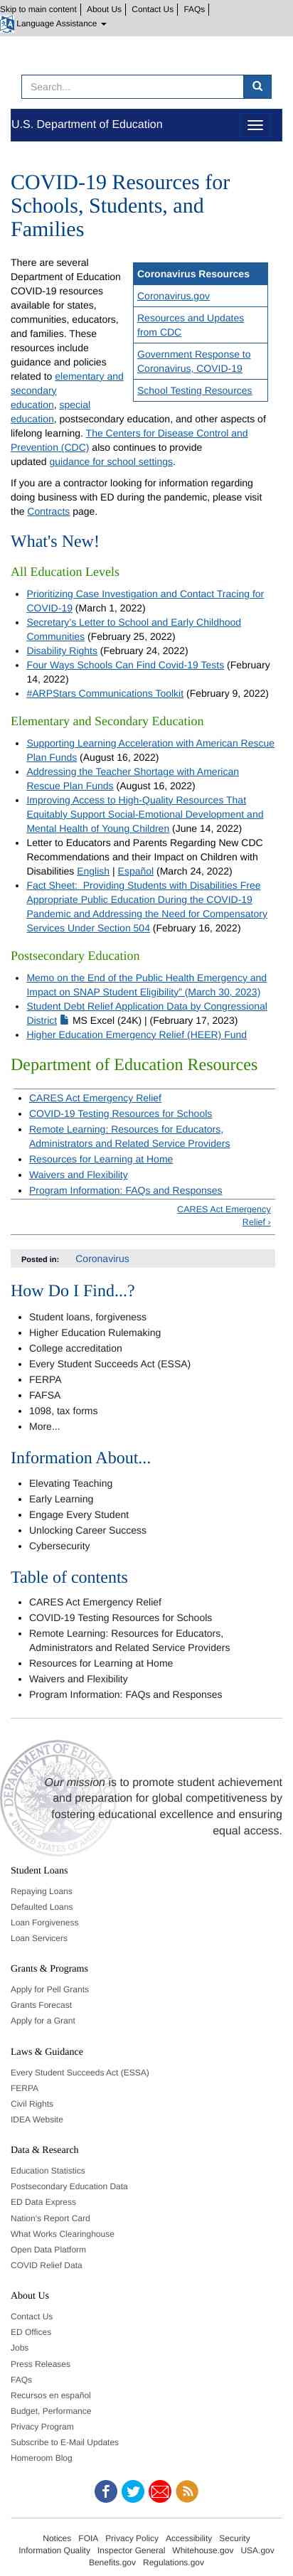 Skip to main content | About Us | Contact Us | FAQs |
Language Assistance
Search...
U.S. Department of Education
COVID-19 Resources for
Schools, Students, and
Families
There are several
Department of Education
COVID-19 resources
available for states,
communities, educators,
and families. These
resources include
guidance and policies
related to elementary and
secondary
education, special
education, postsecondary education, and other aspects of
lifelong learning. The Centers for Disease Control and
Prevention (CDC) also continues to provide
updated guidance for school settings.
Coronavirus Resources
Coronavirus.gov
Resources and Updates
from CDC
Government Response to
Coronavirus, COVID-19
School Testing Resources
If you are a contractor looking for information regarding
doing business with ED during the pandemic, please visit
the Contracts page.
What's New!
All Education Levels
Prioritizing Case Investigation and Contact Tracing for
COVID-19 (March 1, 2022)
Secretary's Letter to School and Early Childhood
Communities (February 25, 2022)
Disability Rights (February 24, 2022)
Four Ways Schools Can Find Covid-19 Tests (February
14, 2022)
#ARPStars Communications Toolkit (February 9, 2022)
Elementary and Secondary Education
Supporting Learning Acceleration with American Rescue
Plan Funds (August 16, 2022)
Addressing the Teacher Shortage with American
Rescue Plan Funds (August 16, 2022)
Improving Access to High-Quality Resources That
Equitably Support Social-Emotional Development and
Mental Health of Young Children (June 14, 2022)
Letter to Educators and Parents Regarding New CDC
Recommendations and their Impact on Children with
Disabilities English | Español (March 24, 2022)
Fact Sheet: Providing Students with Disabilities Free
Appropriate Public Education During the COVID-19
Pandemic and Addressing the Need for Compensatory
Services Under Section 504 (February 16, 2022)
Postsecondary Education
Memo on the End of the Public Health Emergency and
Impact on SNAP Student Eligibility" (March 30, 2023)
Student Debt Relief Application Data by Congressional
District MS Excel (24K) | (February 17, 2023)
Higher Education Emergency Relief (HEER) Fund
Department of Education Resources
CARES Act Emergency Relief
COVID-19 Testing Resources for Schools
Remote Learning: Resources for Educators,
Administrators and Related Service Providers
Resources for Learning at Home
Waivers and Flexibility
Program Information: FAQs and Responses
CARES Act Emergency
Relief ›
Posted in: Coronavirus
How Do I Find...?
Student loans, forgiveness
Higher Education Rulemaking
College accreditation
Every Student Succeeds Act (ESSA)
FERPA
FAFSA
1098, tax forms
More...
Information About...
Elevating Teaching
Early Learning
Engage Every Student
Unlocking Career Success
Cybersecurity
Table of contents
CARES Act Emergency Relief
COVID-19 Testing Resources for Schools
Remote Learning: Resources for Educators,
Administrators and Related Service Providers
Resources for Learning at Home
Waivers and Flexibility
Program Information: FAQs and Responses
Our mission is to promote student achievement
and preparation for global competitiveness by
fostering educational excellence and ensuring
equal access.
Student Loans
Repaying Loans
Defaulted Loans
Loan Forgiveness
Loan Servicers
Grants & Programs
Apply for Pell Grants
Grants Forecast
Apply for a Grant
Laws & Guidance
Every Student Succeeds Act (ESSA)
FERPA
Civil Rights
IDEA Website
Data & Research
Education Statistics
Postsecondary Education Data
ED Data Express
Nation's Report Card
What Works Clearinghouse
Open Data Platform
COVID Relief Data
About Us
Contact Us
ED Offices
Jobs
Press Releases
FAQs
Recursos en español
Budget, Performance
Privacy Program
Subscribe to E-Mail Updates
Homeroom Blog
Notices FOIA Privacy Policy Accessibility Security
Information Quality Inspector General Whitehouse.gov USA.gov
Benefits.gov Regulations.gov